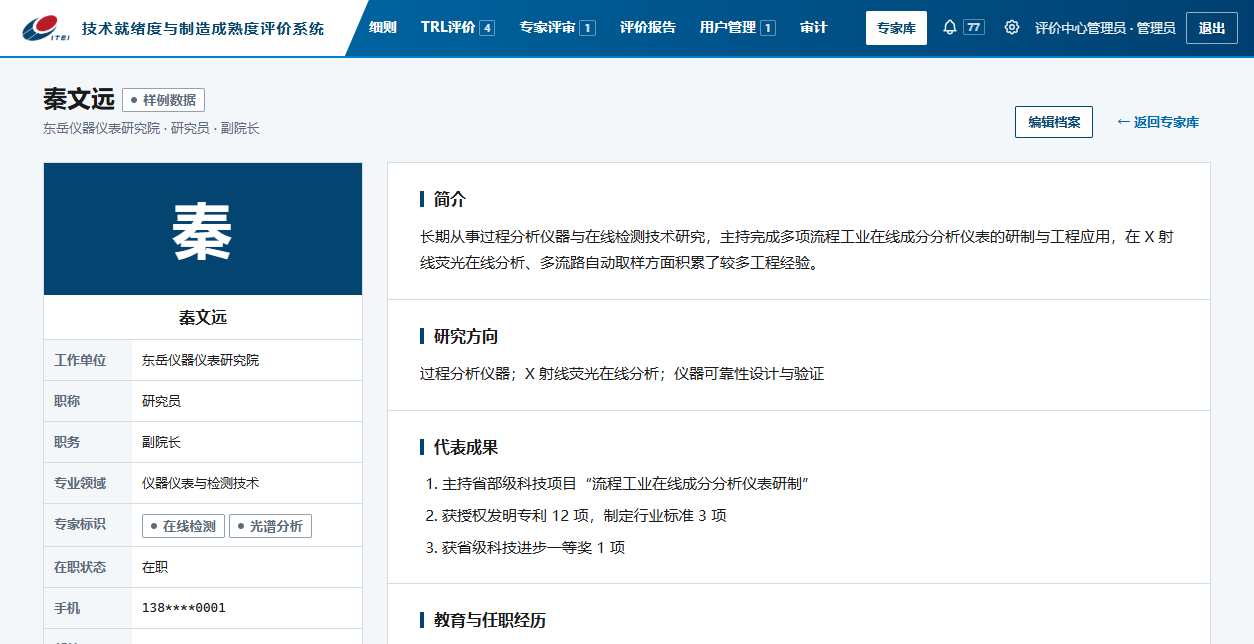 ITEI 技术就绪度与制造成熟度评价系统 细则 TRL评价 4 专家评审 1 评价报告 用户管理 1 审计 专家库 77 评价中心管理员 · 管理员 退出
秦文远 样例数据
东岳仪器仪表研究院 · 研究员 · 副院长
编辑档案 ← 返回专家库
秦
秦文远
工作单位 东岳仪器仪表研究院
职称 研究员
职务 副院长
专业领域 仪器仪表与检测技术
专家标识 在线检测 光谱分析
在职状态 在职
手机 138****0001
简介
长期从事过程分析仪器与在线检测技术研究，主持完成多项流程工业在线成分分析仪表的研制与工程应用，在 X 射
线荧光在线分析、多流路自动取样方面积累了较多工程经验。
研究方向
过程分析仪器；X 射线荧光在线分析；仪器可靠性设计与验证
代表成果
1. 主持省部级科技项目“流程工业在线成分分析仪表研制”
2. 获授权发明专利 12 项，制定行业标准 3 项
3. 获省级科技进步一等奖 1 项
教育与任职经历